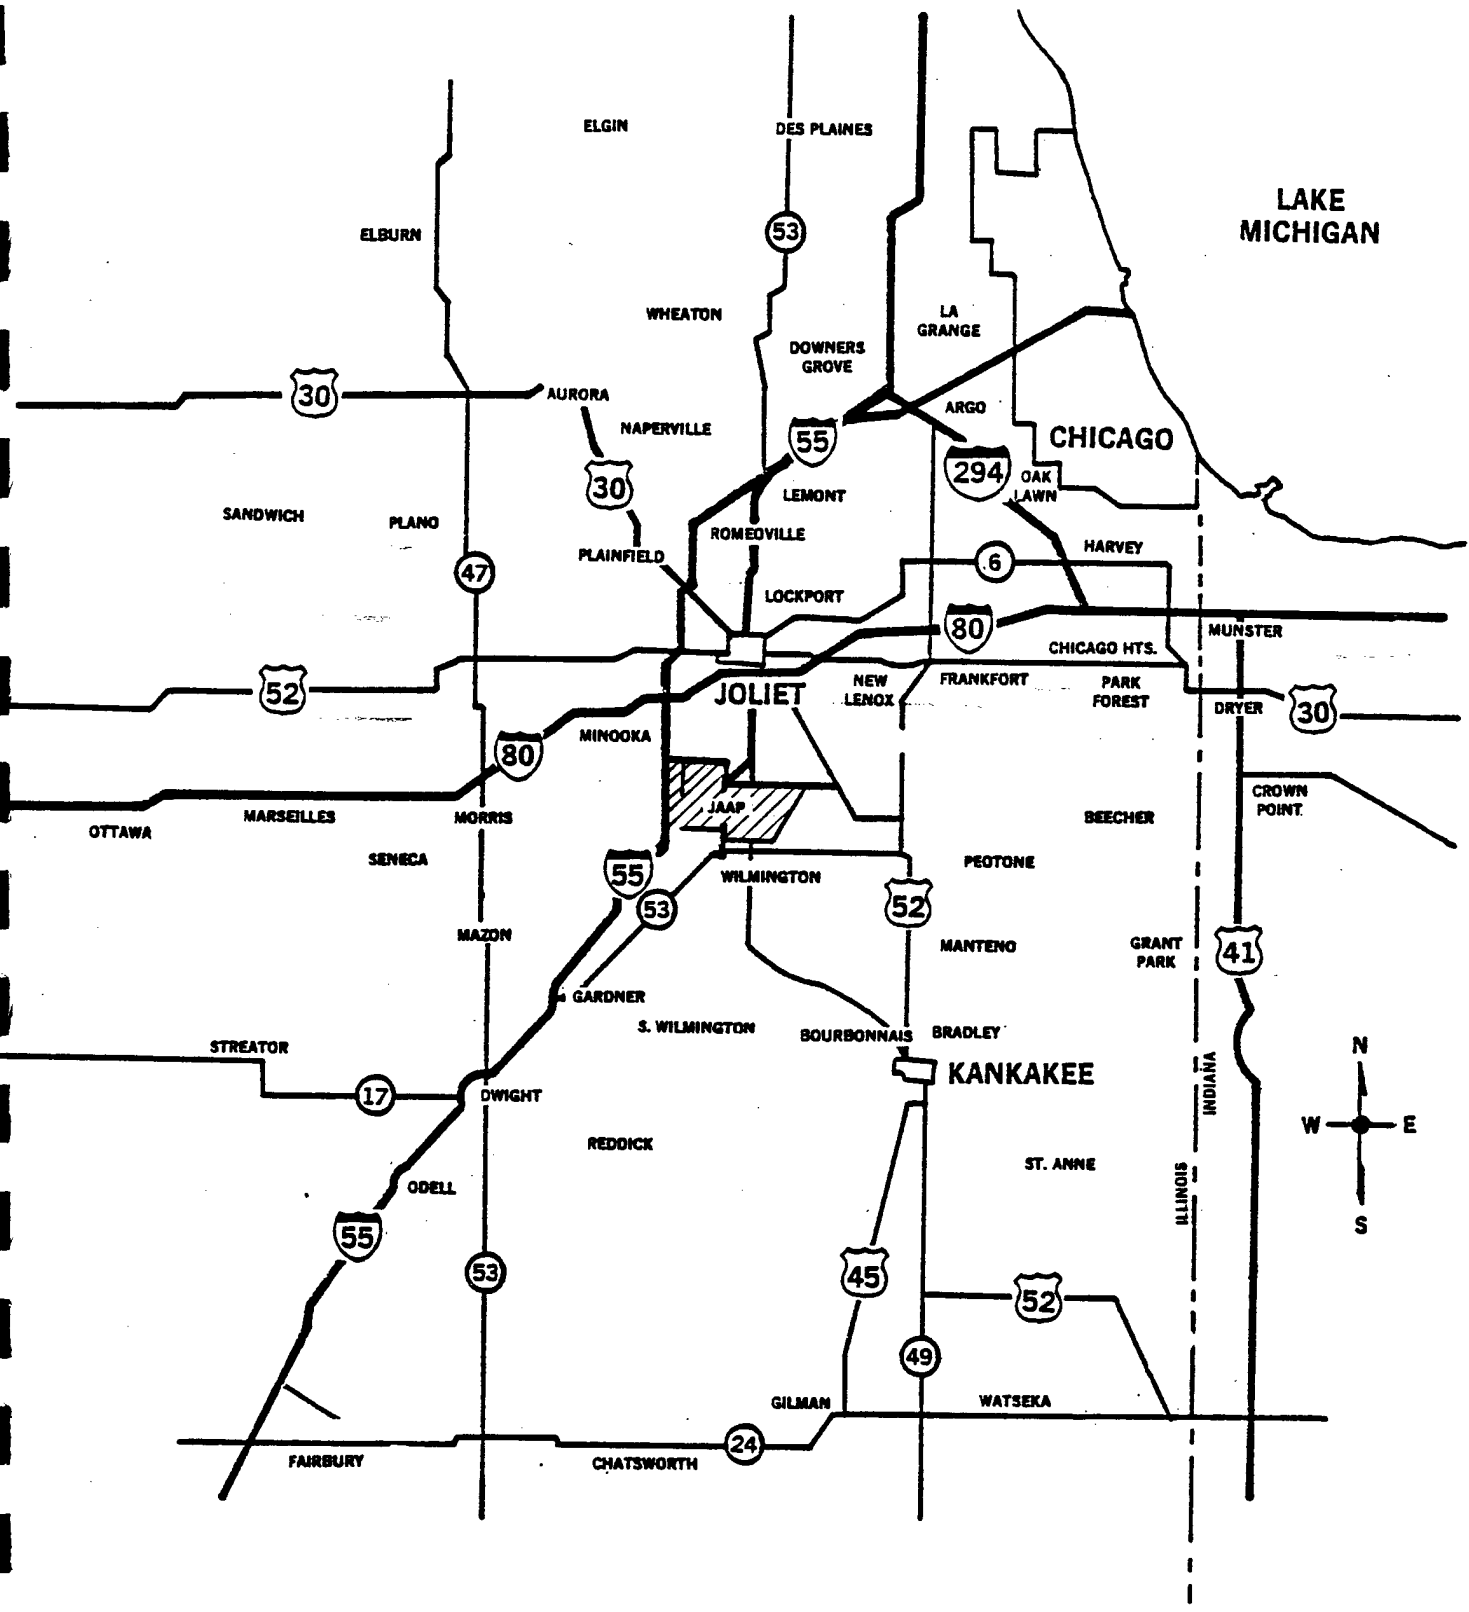 ELGIN
DES PLAINES
LAKE
MICHIGAN
53
ELBURN
WHEATON
LA
GRANGE
DOWNERS
GROVE
30
AURORA
ARGO
NAPERVILLE
55
CHICAGO
30
294
OAK
LAWN
LEMONT
SANDWICH
PLANO
ROMEOVILLE
PLAINFIELD
HARVEY
47
6
LOCKPORT
80
MUNSTER
CHICAGO HTS.
52
JOLIET
NEW
LENOX
FRANKFORT
PARK
FOREST
DRYER
30
MINOOKA
80
CROWN
POINT
JAAP
OTTAWA
MARSEILLES
MORRIS
BEECHER
SENECA
PEOTONE
55
WILMINGTON
53
52
MAZON
MANTENO
GRANT
PARK
41
GARDNER
S. WILMINGTON
BOURBONNAIS
BRADLEY
STREATOR
N
KANKAKEE
INDIANA
17
DWIGHT
W
E
REDDICK
ST. ANNE
ODELL
ILLINOIS
S
55
53
45
52
49
GILMAN
WATSEKA
24
FAIRBURY
CHATSWORTH